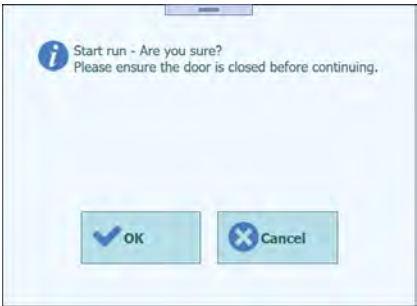 Start run - Are you sure?
Please ensure the door is closed before continuing.
OK
Cancel